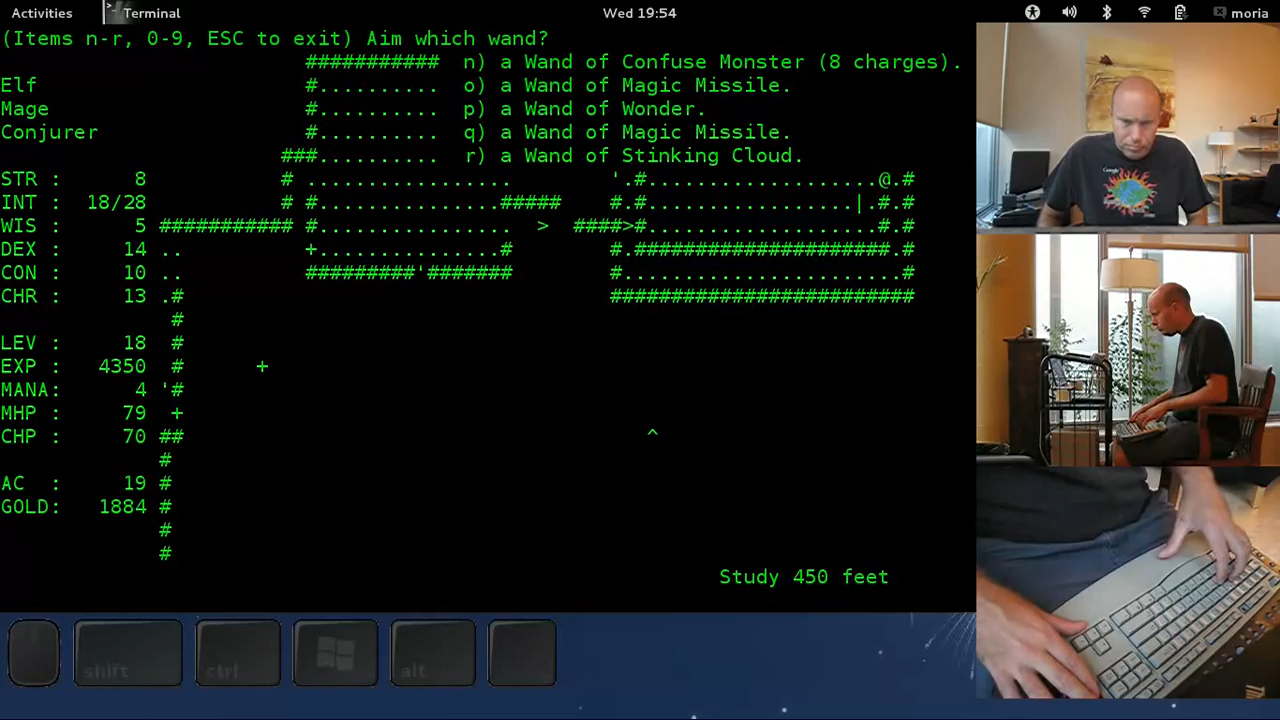 Activities Terminal Wed 19:54 moria
(Items n-r, 0-9, ESC to exit) Aim which wand?
########### n) a Wand of Confuse Monster (8 charges).
Elf #.......... o) a Wand of Magic Missile.
Mage #.......... p) a Wand of Wonder.
Conjurer #.......... q) a Wand of Magic Missile.
###.......... r) a Wand of Stinking Cloud.
STR : 8 # .................. '.#...................@.#
INT : 18/28 # #...............##### #.#.................|.#.#
WIS : 5 ########### #................ > ####>#...................#.#
DEX : 14 .. +...............# #.######################.#
CON : 10 .. #########'####### #........................#
CHR : 13 .# ##########################
#
LEV : 18 #
EXP : 4350 # +
MANA: 4 '#
MHP : 79 +
CHP : 70 ## ^
#
AC : 19 #
GOLD: 1884 #
#
#
Study 450 feet
shift ctrl alt
Google